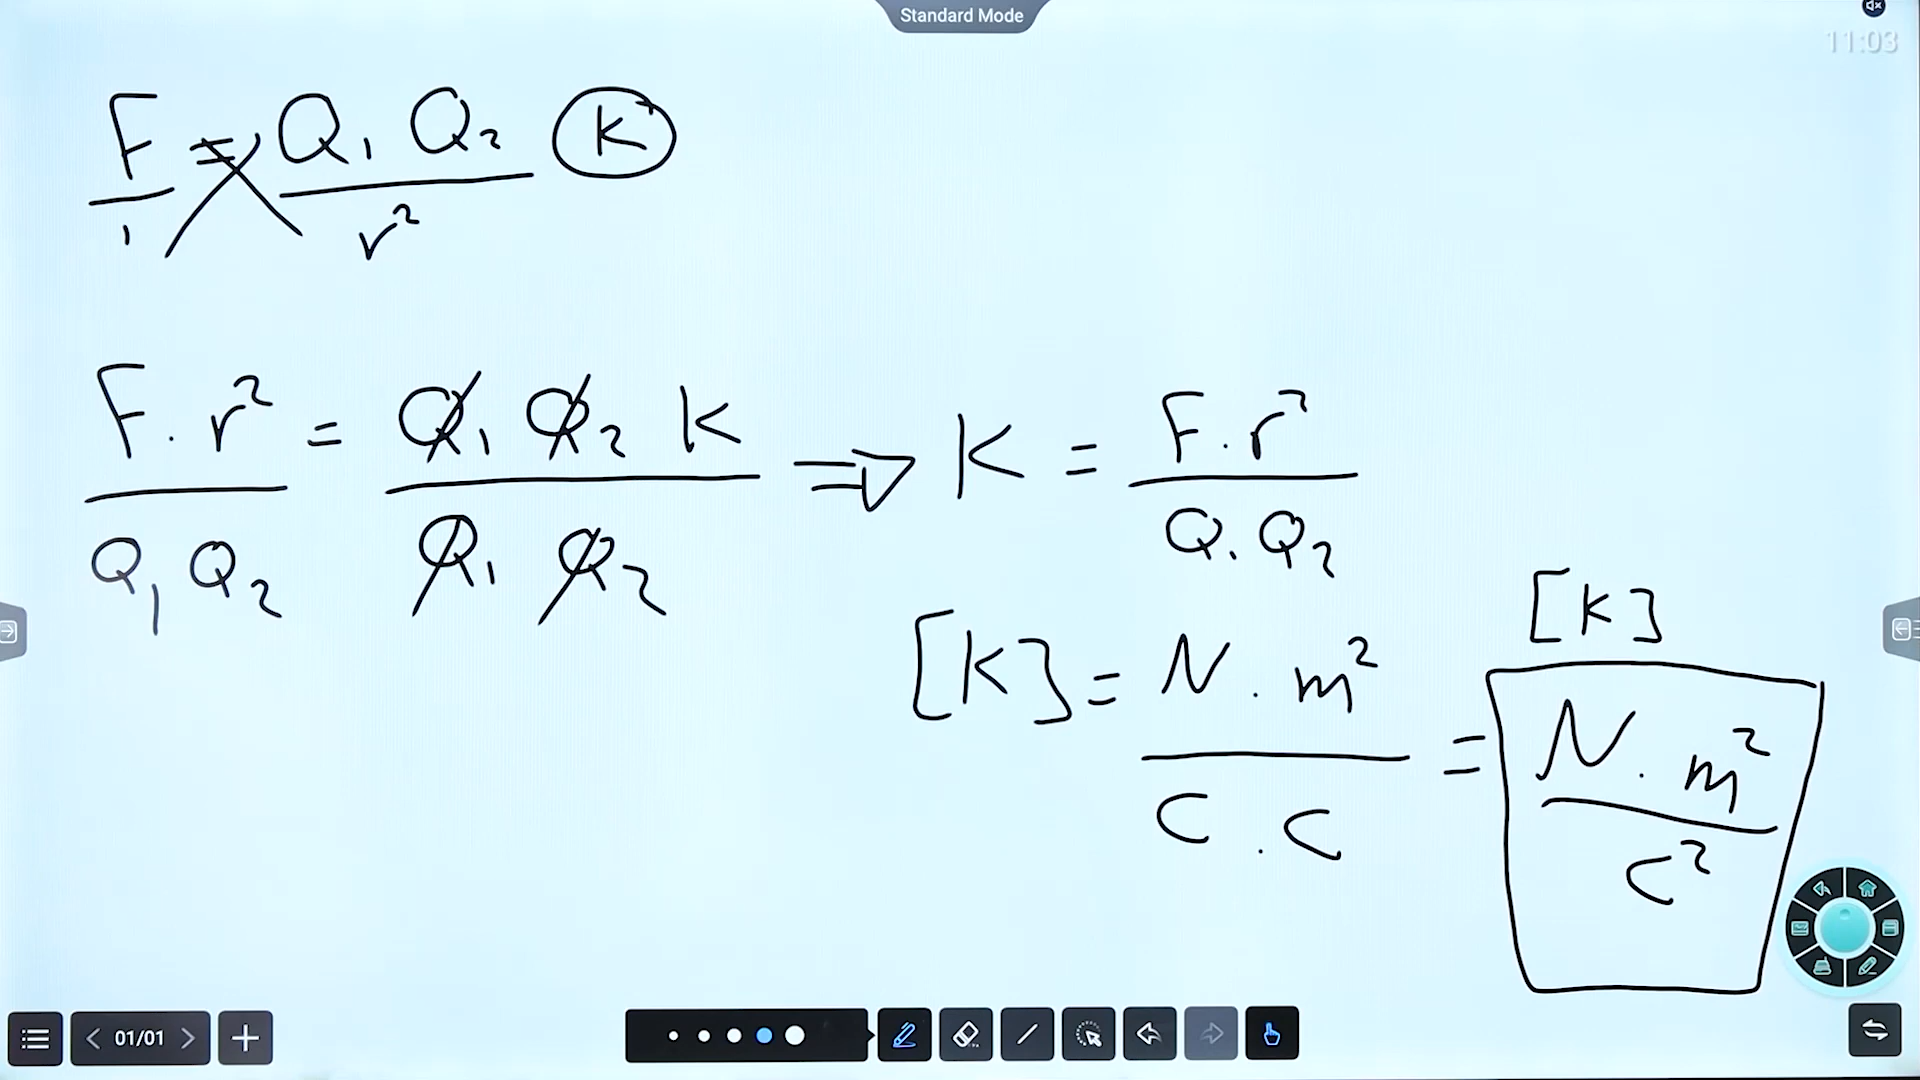 Standard Mode
11:03
F/1 = Q₁ Q₂/r² K
F . r²/Q₁ Q₂ = Q₁ Q₂ K/Q₁ Q₂ ⇒ K = F . r²/Q . Q₂
[K]
[K] = N . m²/C . C = N . m²/C²
01/01